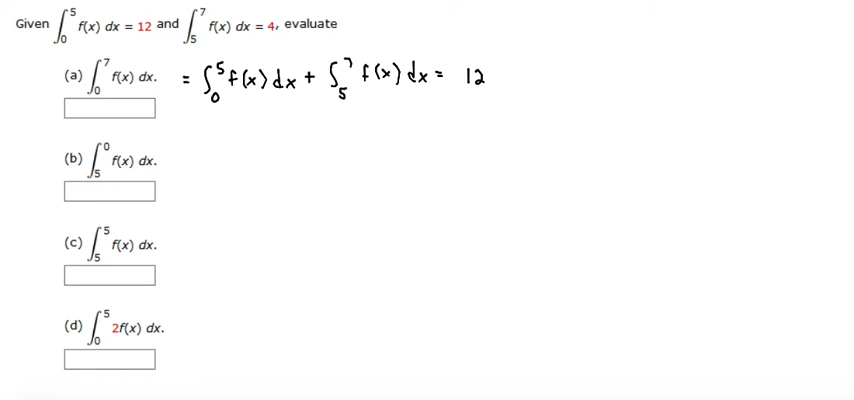 Given ∫₀⁵ f(x) dx = 12 and ∫₅⁷ f(x) dx = 4, evaluate
(a) ∫₀⁷ f(x) dx. = ∫₀⁵ f(x) dx + ∫₅⁷ f(x) dx = 12
(b) ∫₅⁰ f(x) dx.
(c) ∫₅⁵ f(x) dx.
(d) ∫₀⁵ 2f(x) dx.